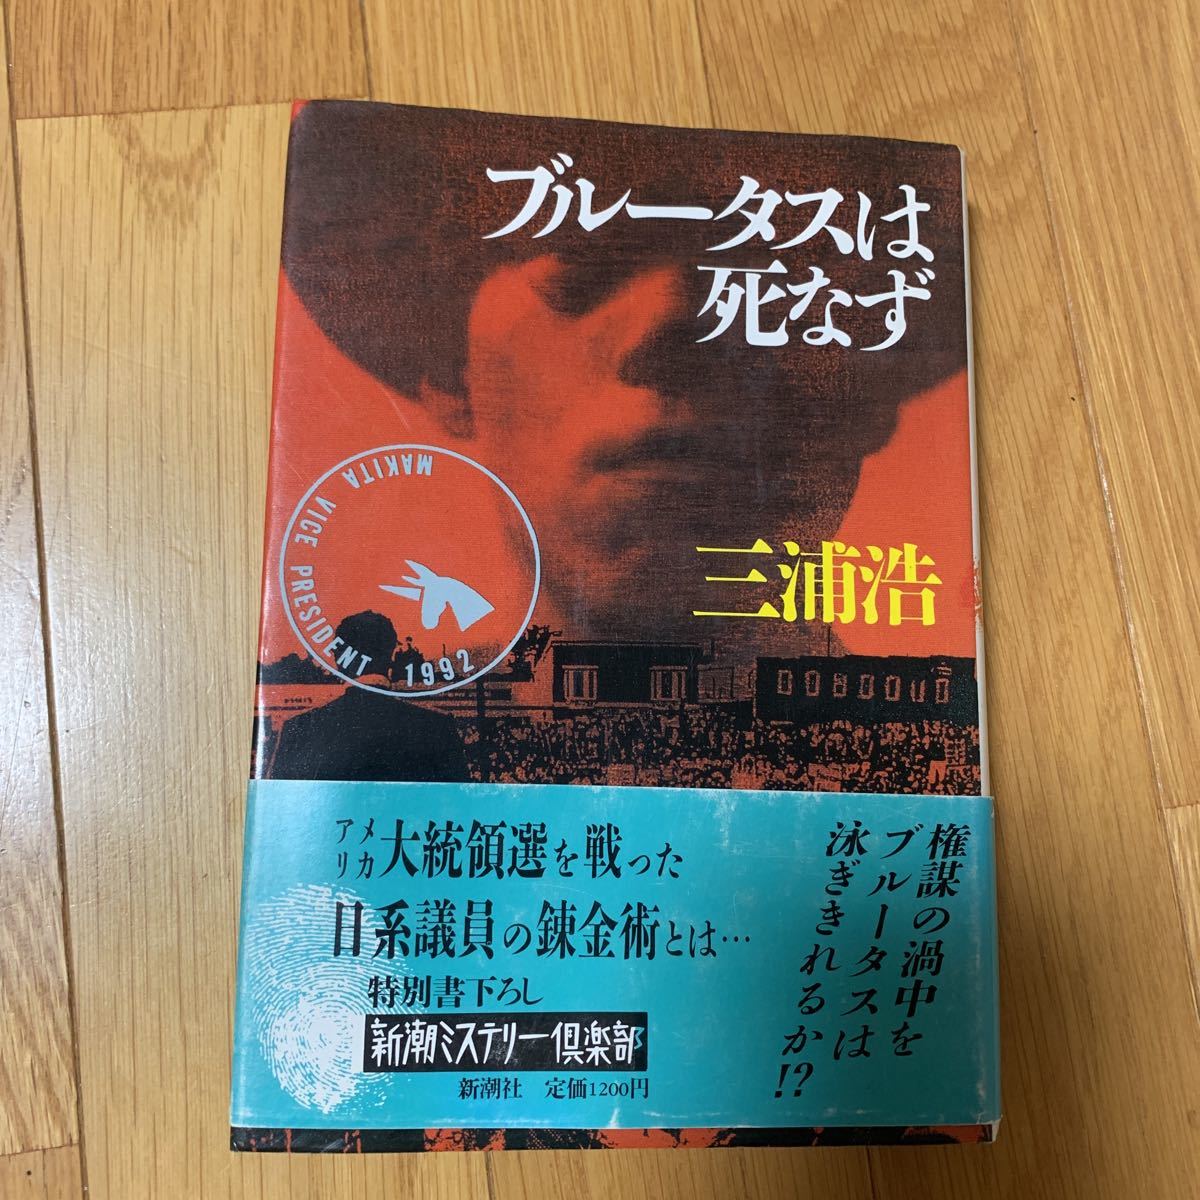 ブルータスは
死なず
三浦浩
MAKITA VICE PRESIDENT 1992
権謀の渦中を
ブルータスは
泳ぎきれるか!?
アメリカ大統領選を戦った
日系議員の錬金術とは…
特別書下ろし
新潮ミステリー倶楽部
新潮社 定価1200円